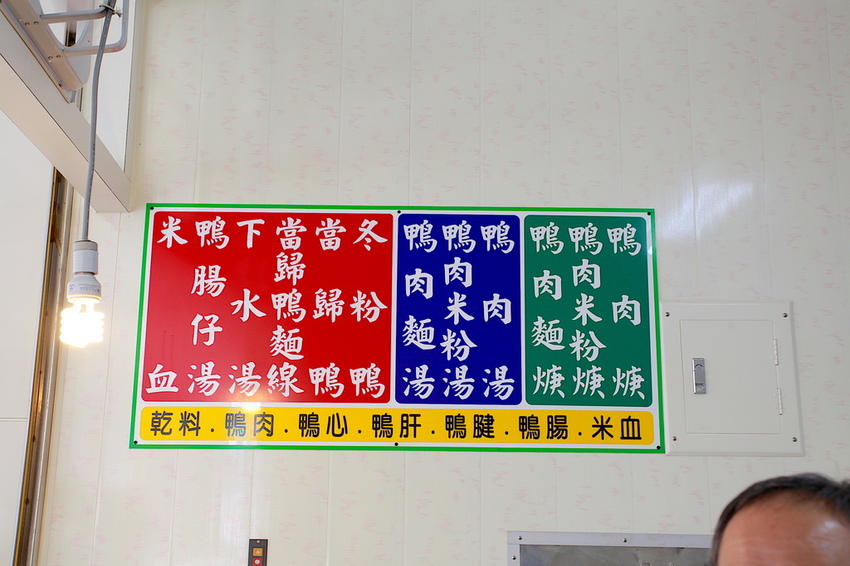 鴨肉焿
鴨肉米粉焿
鴨肉麵焿
鴨肉湯
鴨肉米粉湯
鴨肉麵湯
冬粉鴨
當歸鴨
當歸鴨麵線
下水湯
鴨腸仔湯
米血
乾料.鴨肉.鴨心.鴨肝.鴨腱.鴨腸.米血